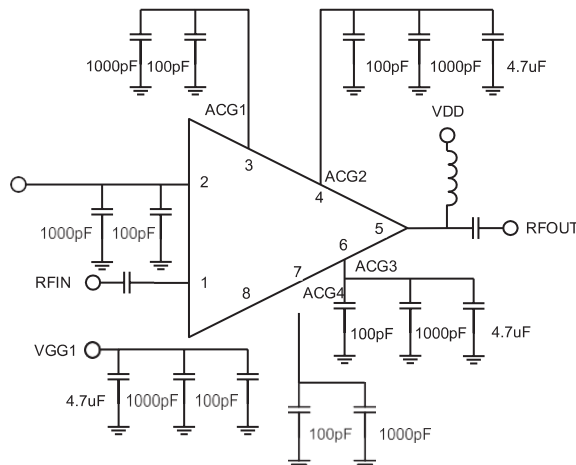 1000pF 100pF
100pF 1000pF 4.7uF
ACG1
VDD
3
ACG2
2
4
5
RFOUT
1000pF 100pF
6
ACG3
RFIN
1
7
8
ACG4
100pF 1000pF 4.7uF
VGG1
4.7uF 1000pF 100pF
100pF 1000pF